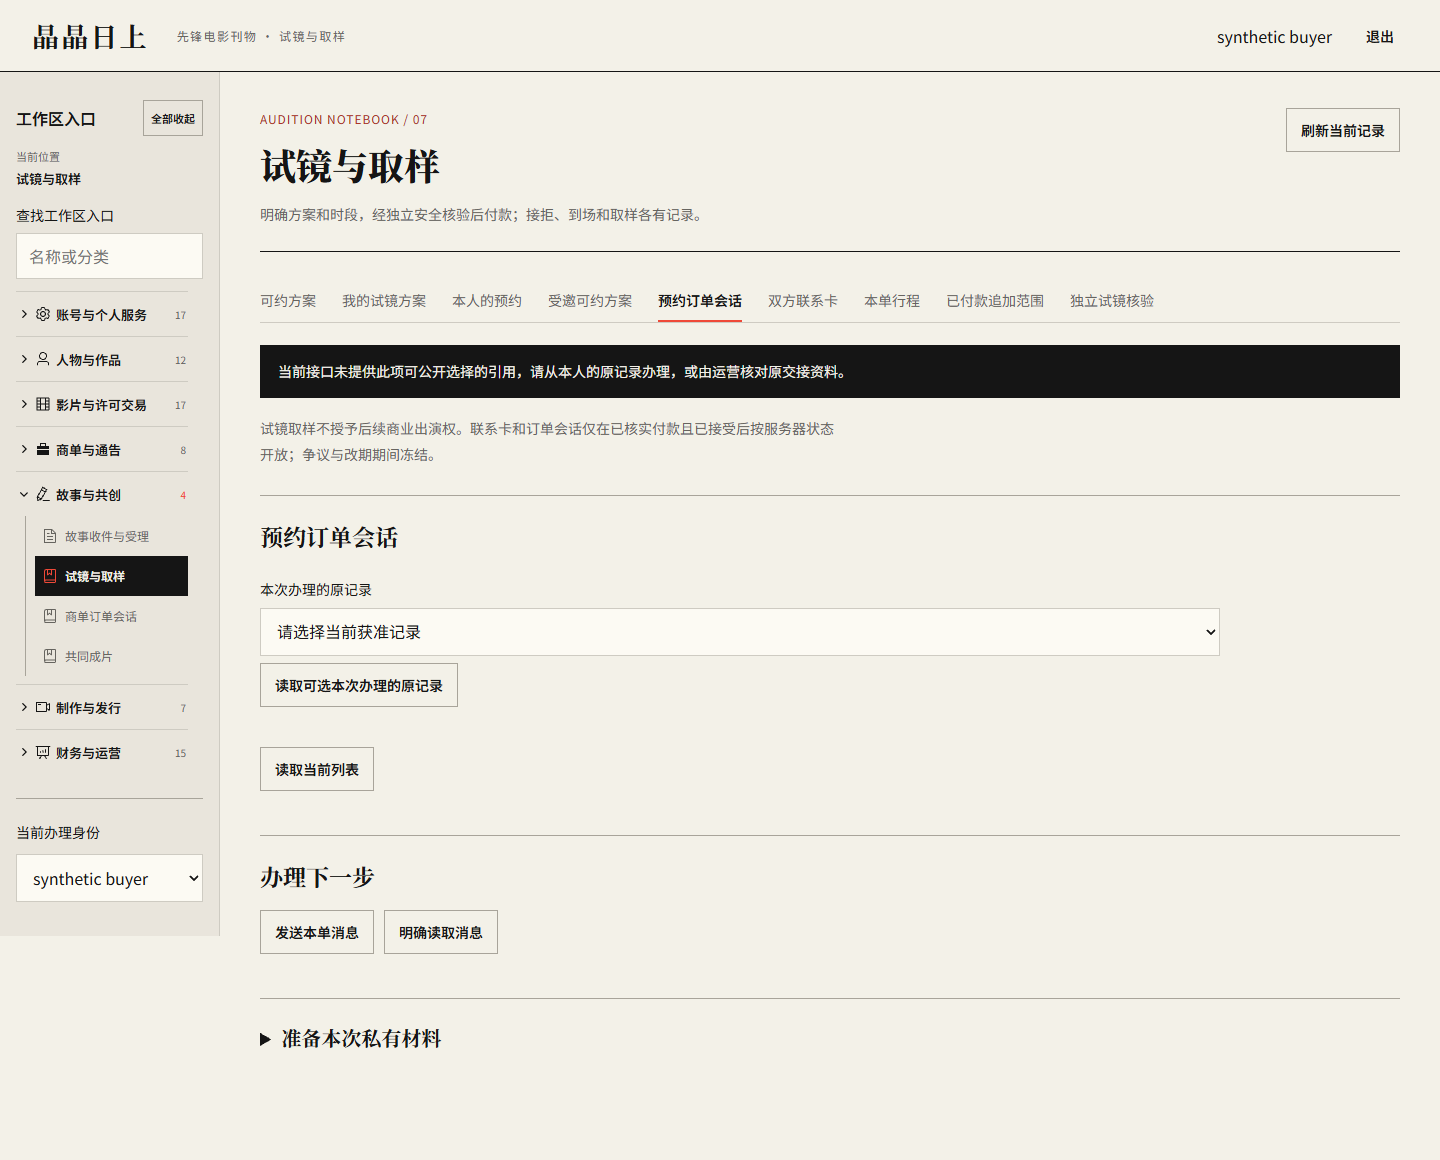 晶晶日上
先锋电影刊物 • 试镜与取样
synthetic buyer
退出
工作区入口
全部收起
当前位置
试镜与取样
查找工作区入口
名称或分类
账号与个人服务 17
人物与作品 12
影片与许可交易 17
商单与通告 8
故事与共创 4
故事收件与受理
试镜与取样
商单订单会话
共同成片
制作与发行 7
财务与运营 15
当前办理身份
synthetic buyer
AUDITION NOTEBOOK / 07
试镜与取样
刷新当前记录
明确方案和时段，经独立安全核验后付款；接拒、到场和取样各有记录。
可约方案 我的试镜方案 本人的预约 受邀可约方案 预约订单会话 双方联系卡 本单行程 已付款追加范围 独立试镜核验
当前接口未提供此项可公开选择的引用，请从本人的原记录办理，或由运营核对原交接资料。
试镜取样不授予后续商业出演权。联系卡和订单会话仅在已核实付款且已接受后按服务器状态
开放；争议与改期期间冻结。
预约订单会话
本次办理的原记录
请选择当前获准记录
读取可选本次办理的原记录
读取当前列表
办理下一步
发送本单消息 明确读取消息
准备本次私有材料